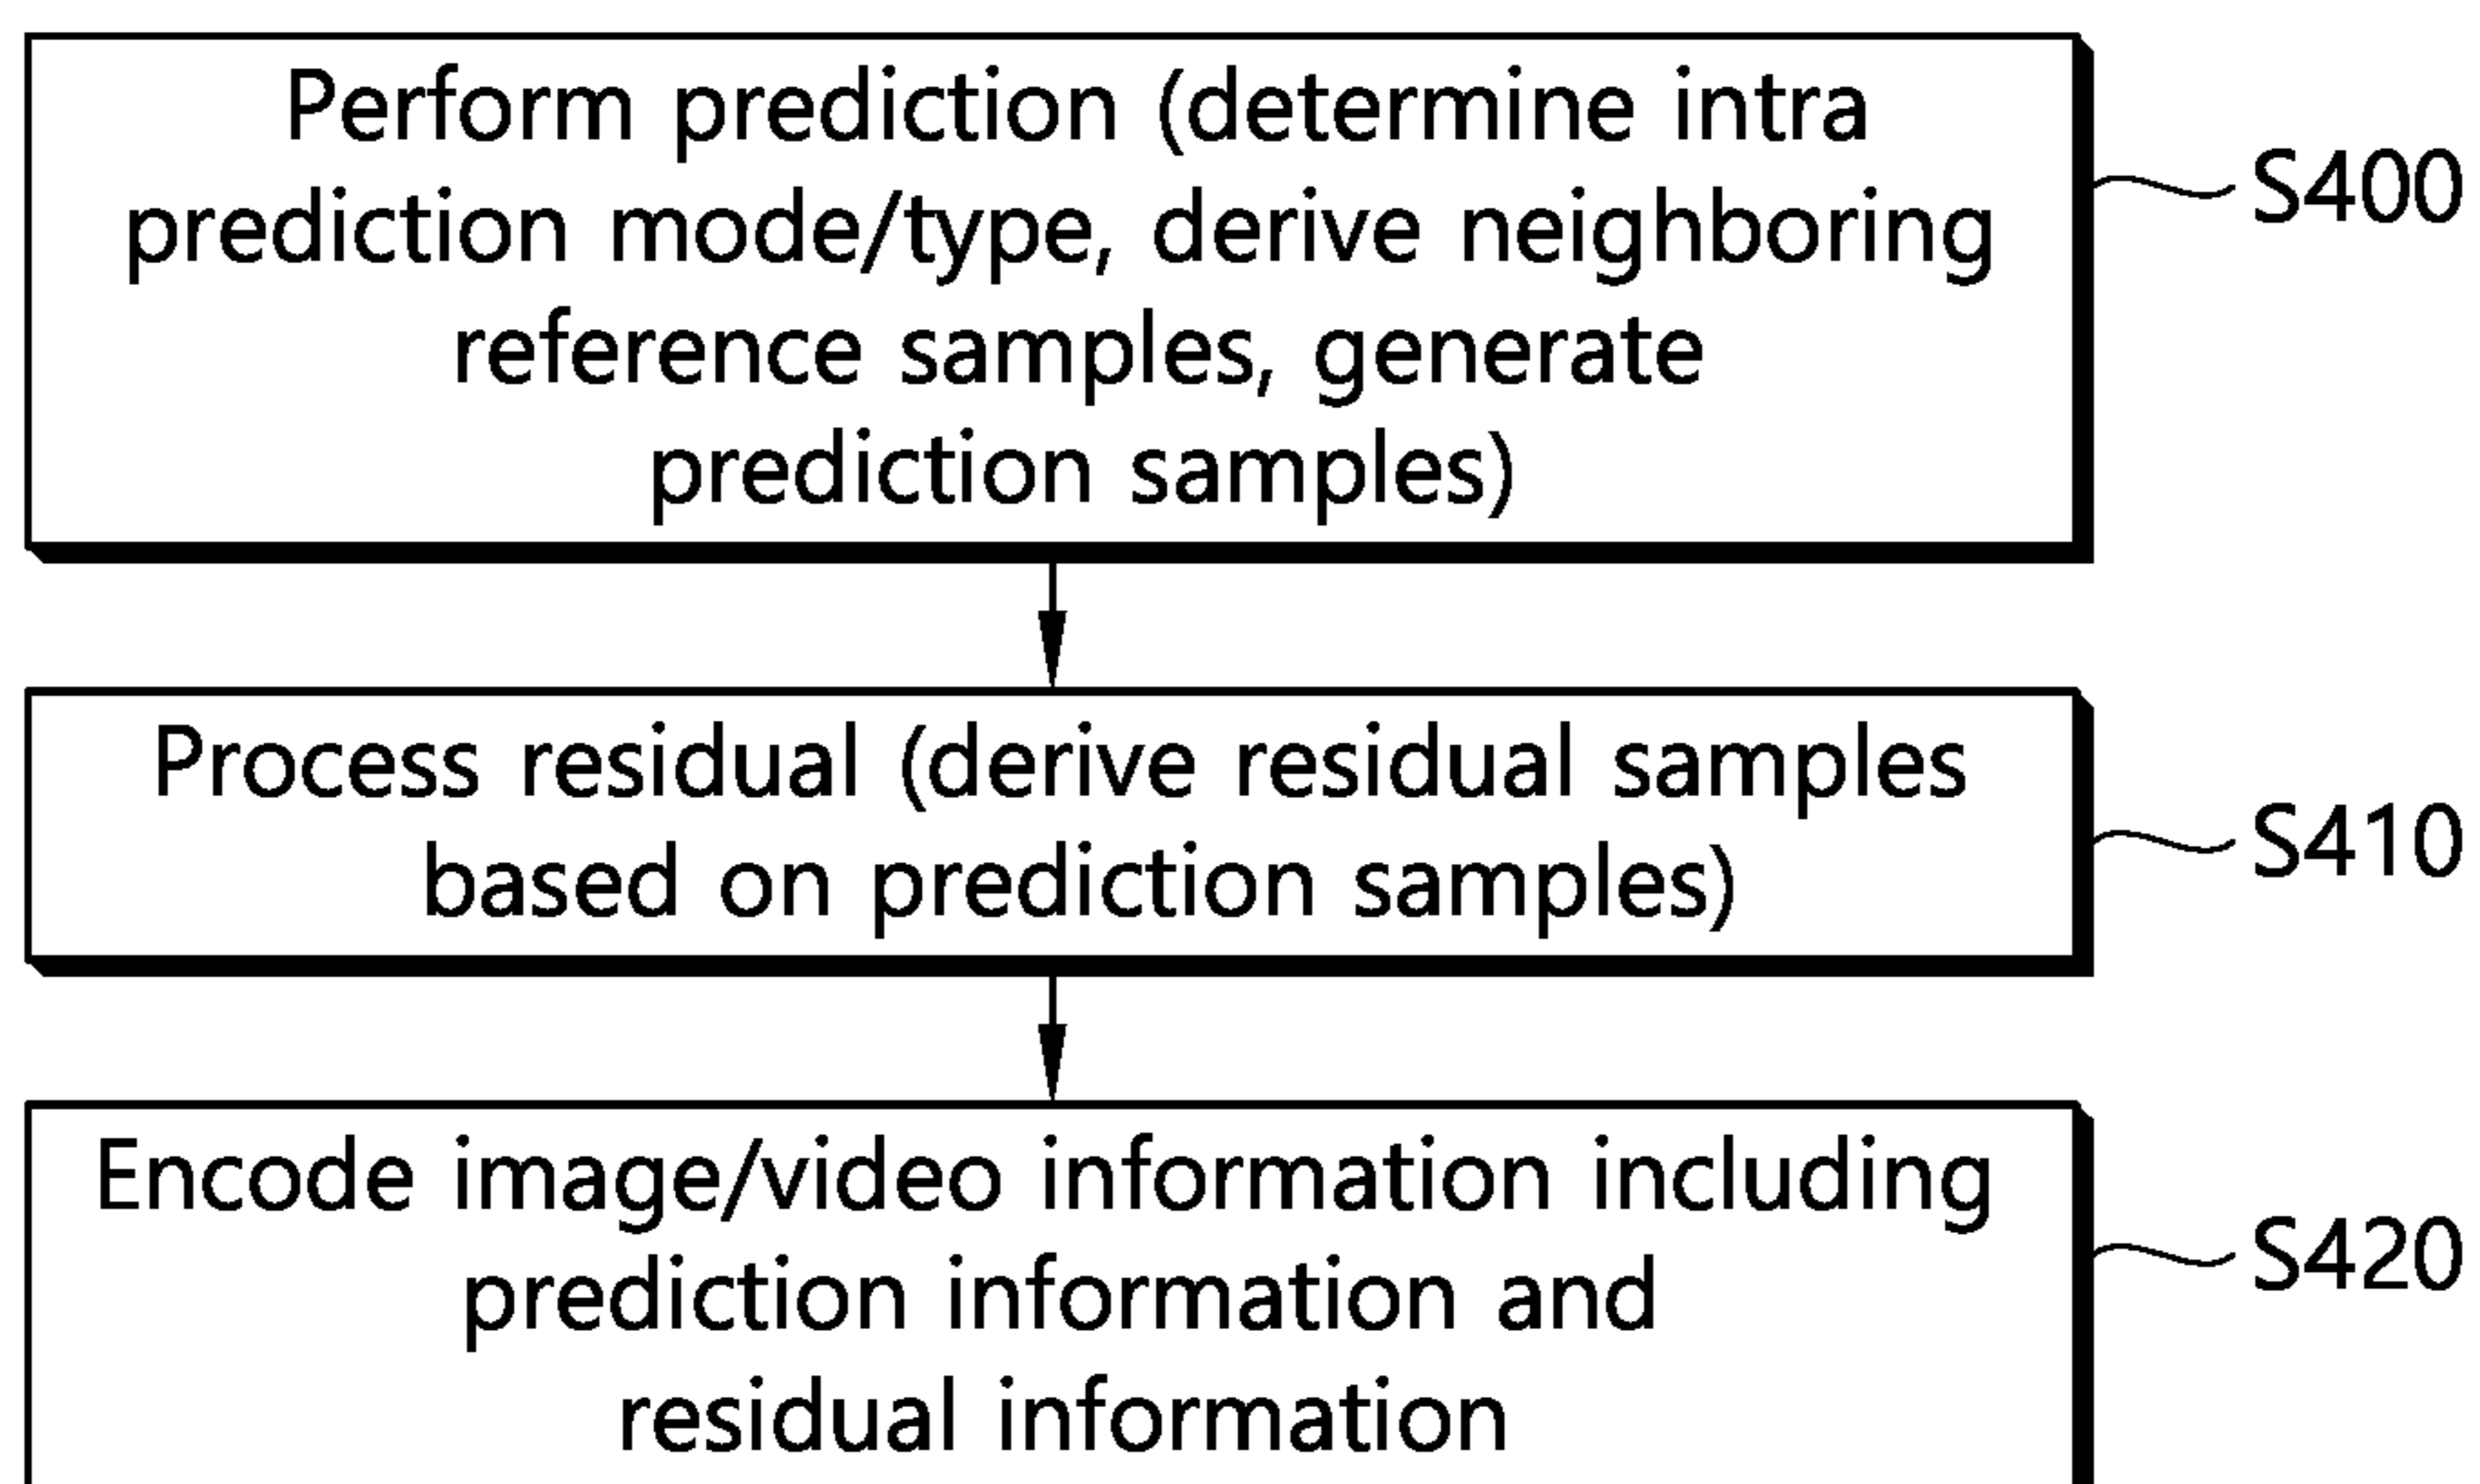 Perform prediction (determine intra
prediction mode/type, derive neighboring
reference samples, generate
prediction samples)
S400
Process residual (derive residual samples
based on prediction samples)
S410
Encode image/video information including
prediction information and
residual information
S420